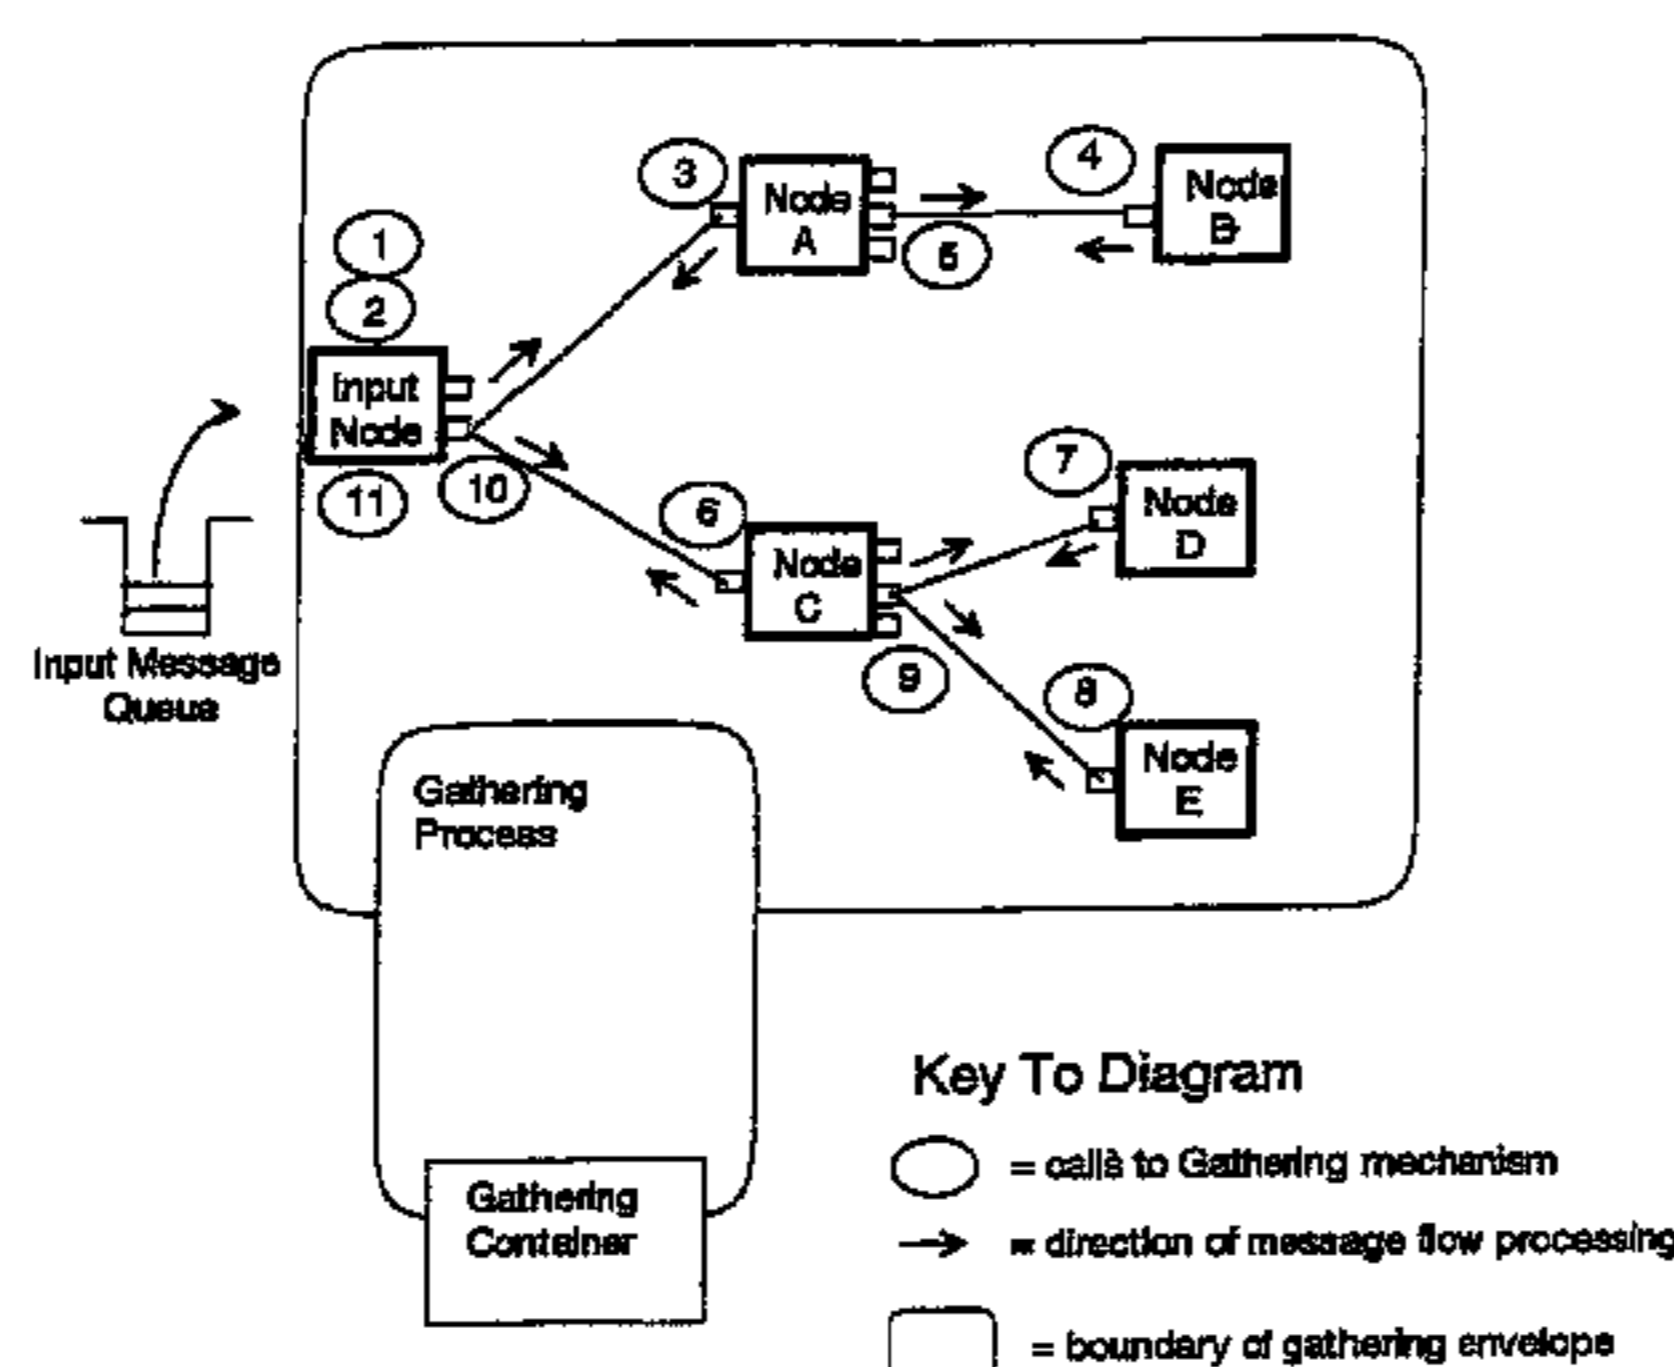 3
Node
A
4
Node
B
5
1
2
Input
Node
11
10
6
Node
C
7
Node
D
9
8
Node
E
Input Message
Queue
Gathering
Process
Gathering
Container
Key To Diagram
= calls to Gathering mechanism
= direction of message flow processing
= boundary of gathering envelope